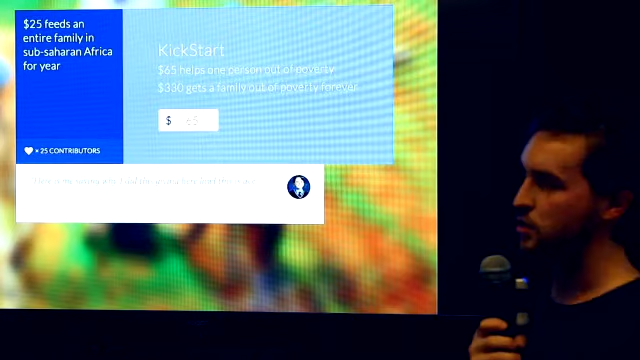 $25 feeds an
entire family in
sub-saharan Africa
for year
× 25 CONTRIBUTORS
KickStart
$65 helps one person out of poverty
$330 gets a family out of poverty forever
$